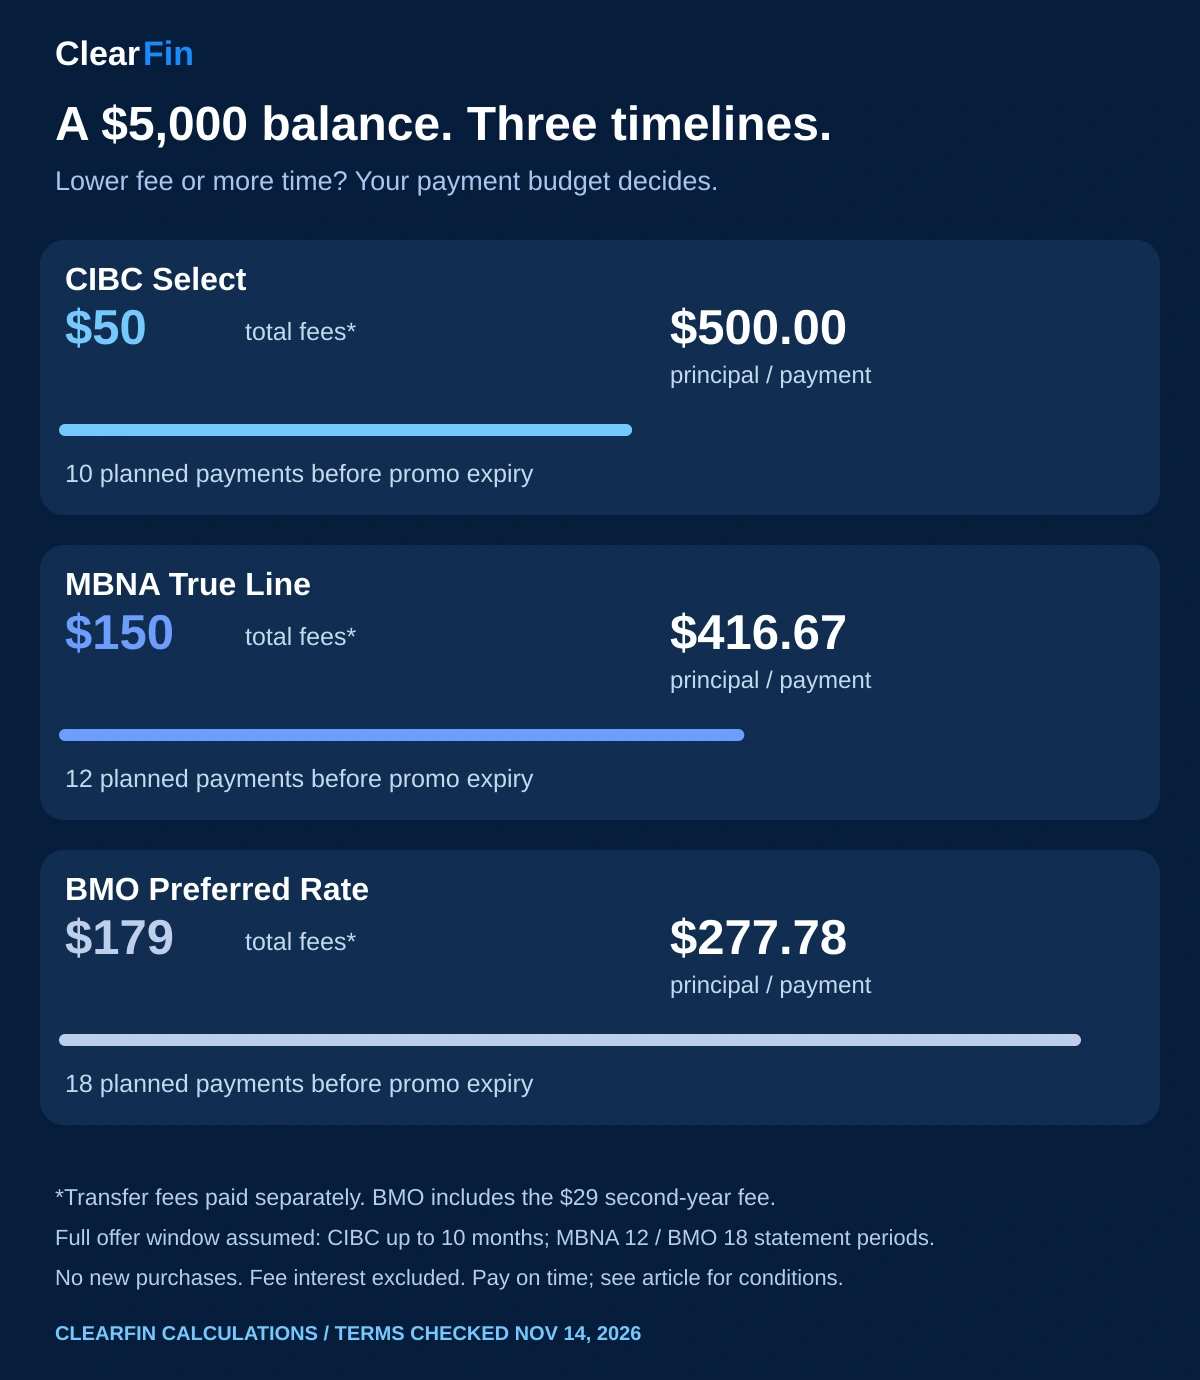 ClearFin
A $5,000 balance. Three timelines.
Lower fee or more time? Your payment budget decides.
CIBC Select
$50 total fees*
$500.00
principal / payment
10 planned payments before promo expiry
MBNA True Line
$150 total fees*
$416.67
principal / payment
12 planned payments before promo expiry
BMO Preferred Rate
$179 total fees*
$277.78
principal / payment
18 planned payments before promo expiry
*Transfer fees paid separately. BMO includes the $29 second-year fee.
Full offer window assumed: CIBC up to 10 months; MBNA 12 / BMO 18 statement periods.
No new purchases. Fee interest excluded. Pay on time; see article for conditions.
CLEARFIN CALCULATIONS / TERMS CHECKED NOV 14, 2026